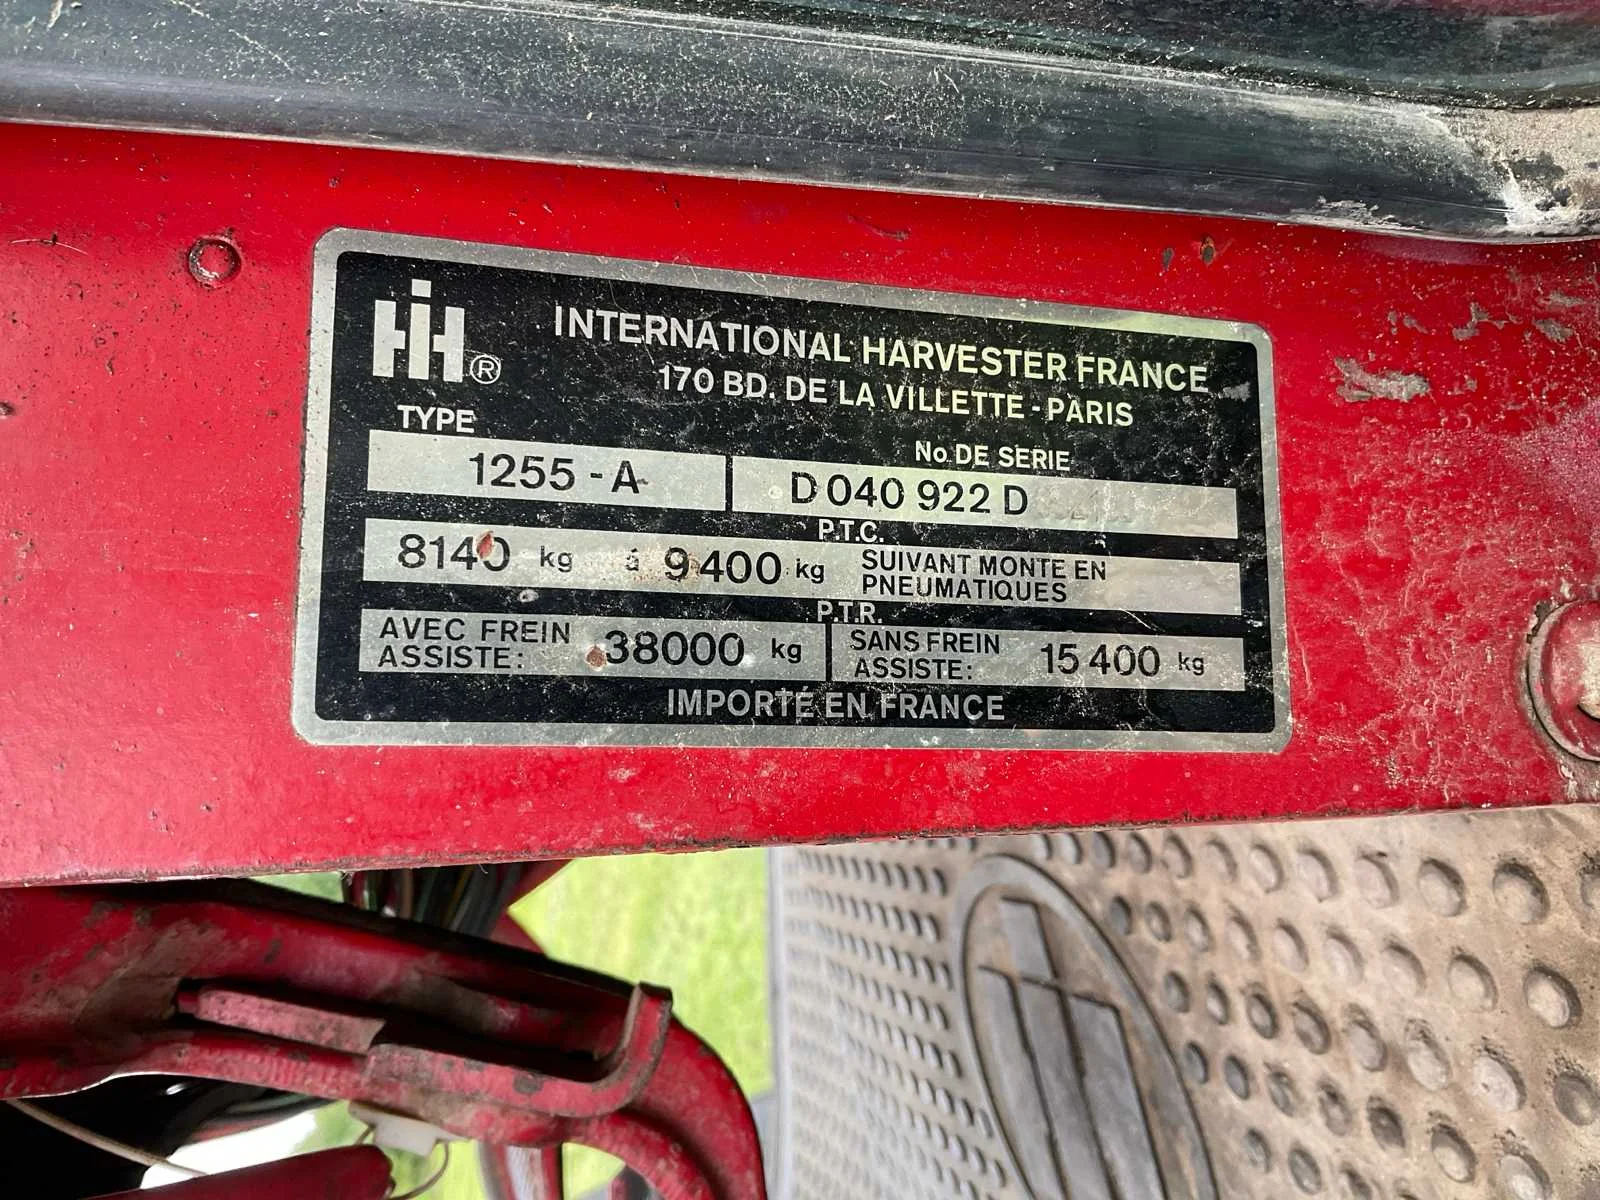 IH®
INTERNATIONAL HARVESTER FRANCE
170 BD. DE LA VILLETTE - PARIS
TYPE
No DE SERIE
1255 - A
D 040 922 D
P.T.C.
8140 kg à 9 400 kg SUIVANT MONTE EN
PNEUMATIQUES
P.T.R.
AVEC FREIN
ASSISTE: 38000 kg
SANS FREIN
ASSISTE: 15 400 kg
IMPORTÉ EN FRANCE